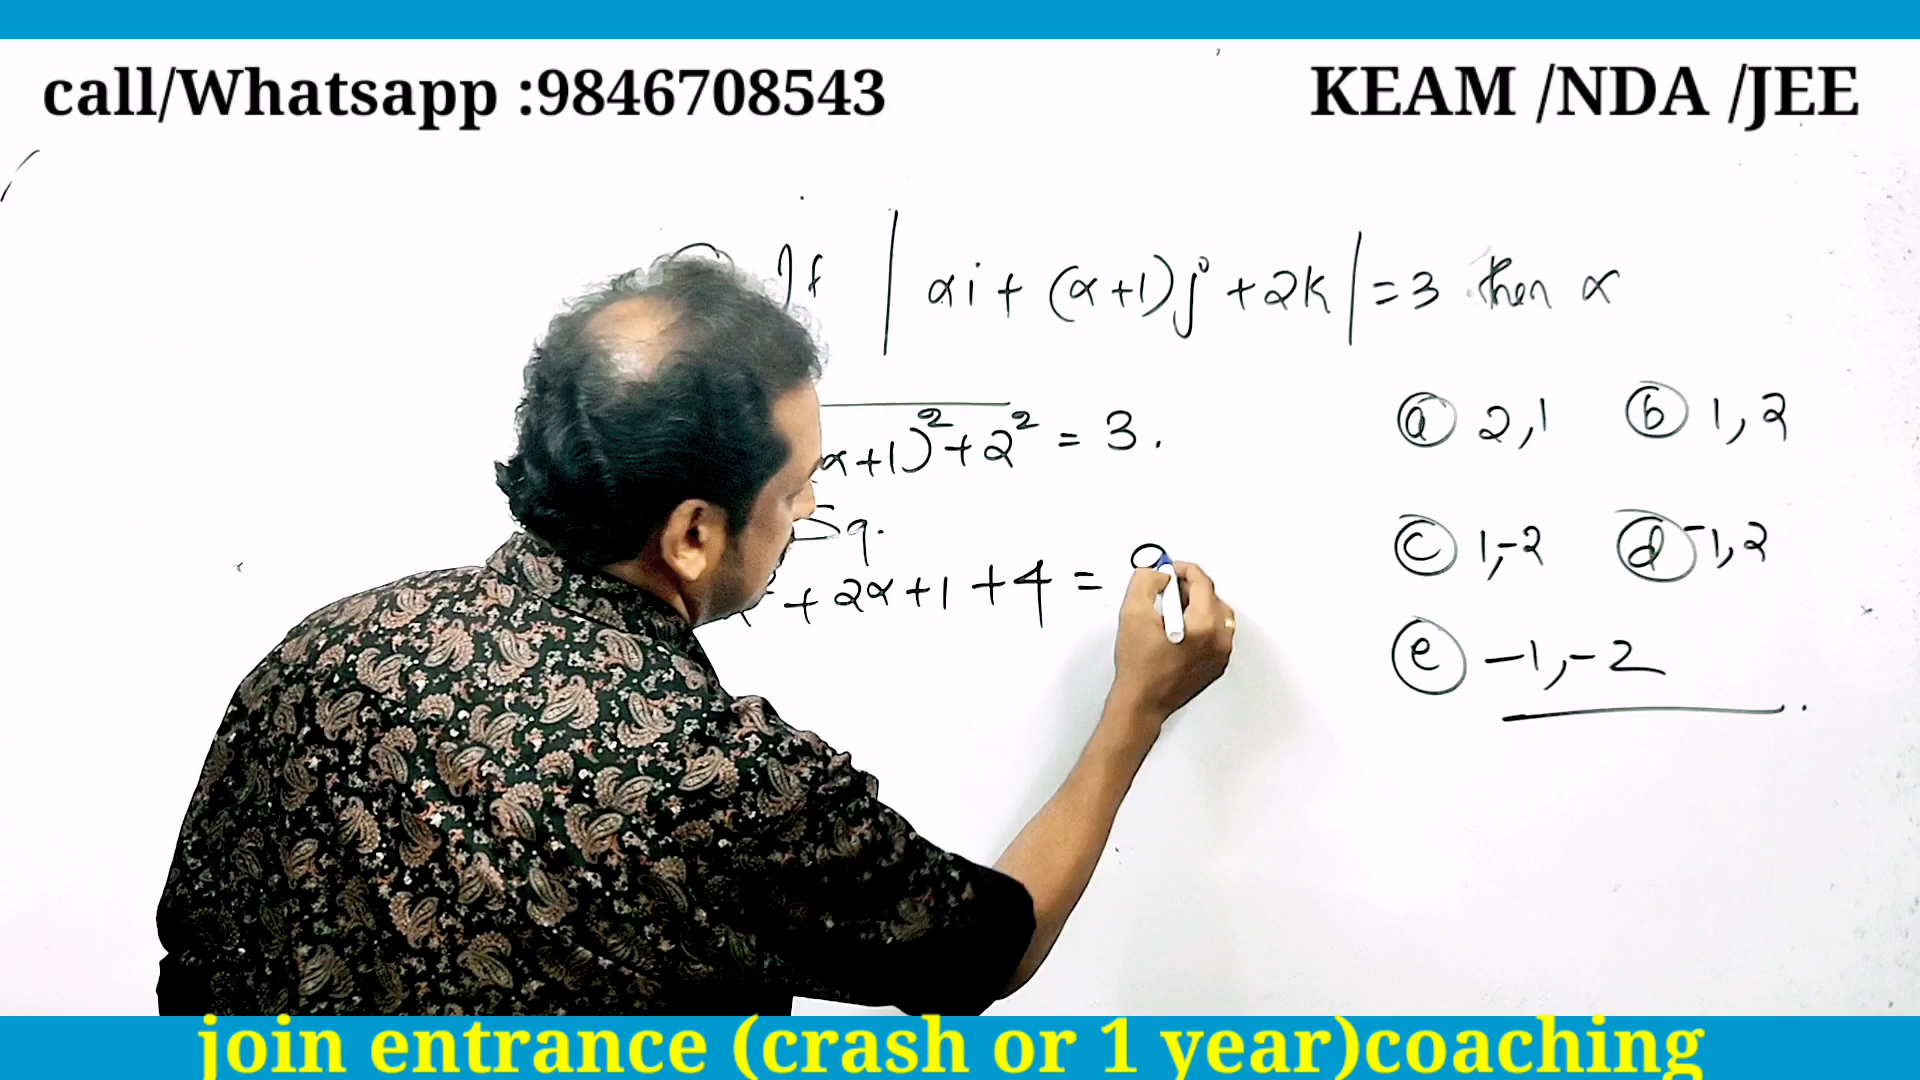 call/Whatsapp :9846708543
KEAM /NDA /JEE
If | αi + (α+1)j + 2k | = 3 then α
α+1)² + 2² = 3.
Sq.
+ 2α + 1 + 4 = 9
(a) 2,1 (b) 1,2
(c) 1,-2 (d) -1,2
(e) -1,-2
join entrance (crash or 1 year)coaching